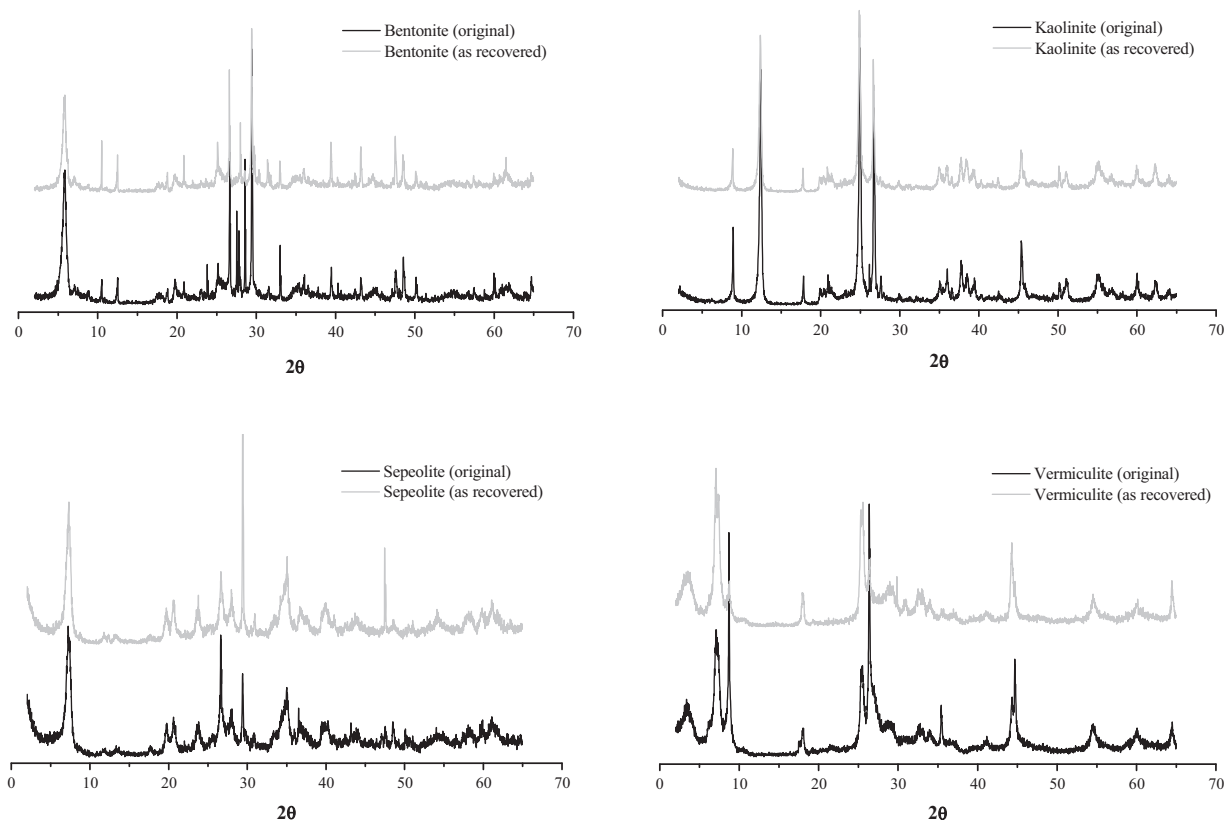 Bentonite (original)
Bentonite (as recovered)
0 10 20 30 40 50 60 70
2θ
Kaolinite (original)
Kaolinite (as recovered)
0 10 20 30 40 50 60 70
2θ
Sepeolite (original)
Sepeolite (as recovered)
0 10 20 30 40 50 60 70
2θ
Vermiculite (original)
Vermiculite (as recovered)
0 10 20 30 40 50 60 70
2θ